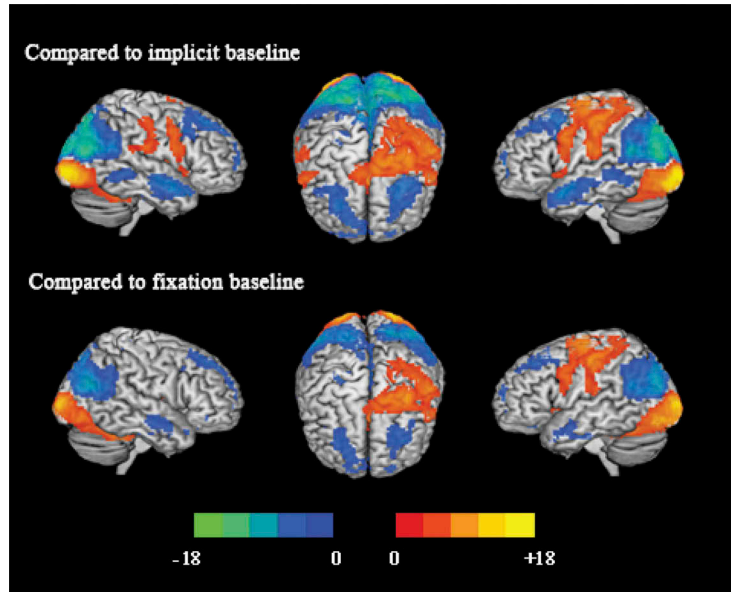 Compared to implicit baseline
Compared to fixation baseline
-18 0 0 +18